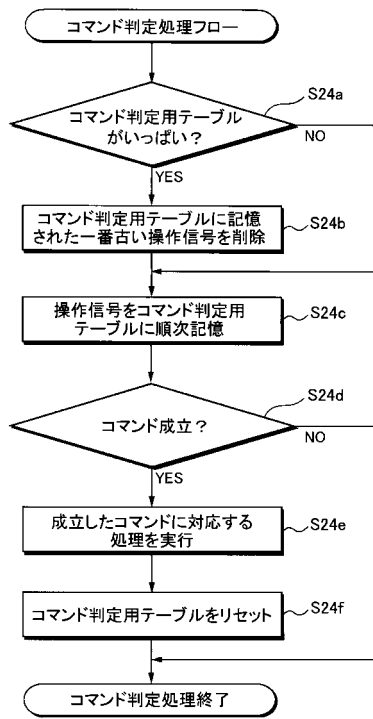 コマンド判定処理フロー
コマンド判定用テーブル
がいっぱい？
S24a
NO
YES
コマンド判定用テーブルに記憶
された一番古い操作信号を削除
S24b
操作信号をコマンド判定用
テーブルに順次記憶
S24c
コマンド成立？
S24d
NO
YES
成立したコマンドに対応する
処理を実行
S24e
コマンド判定用テーブルをリセット
S24f
コマンド判定処理終了